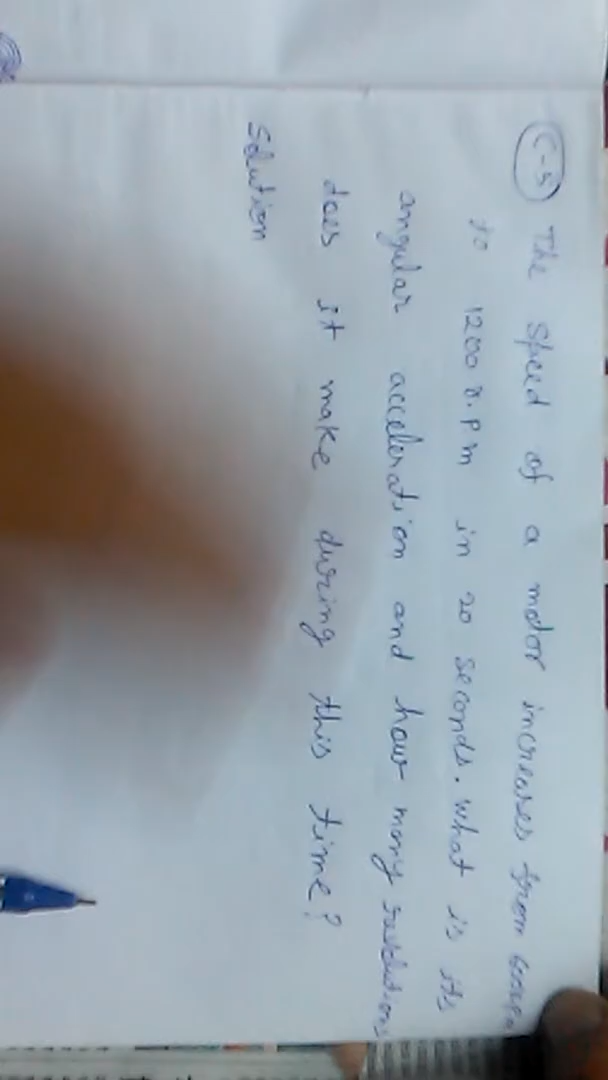 C-5 The speed of a motor increases from
to 1200 r.p.m in 20 seconds. what is its
angular acceleration and how many revolutions
does it make during this time?
Solution